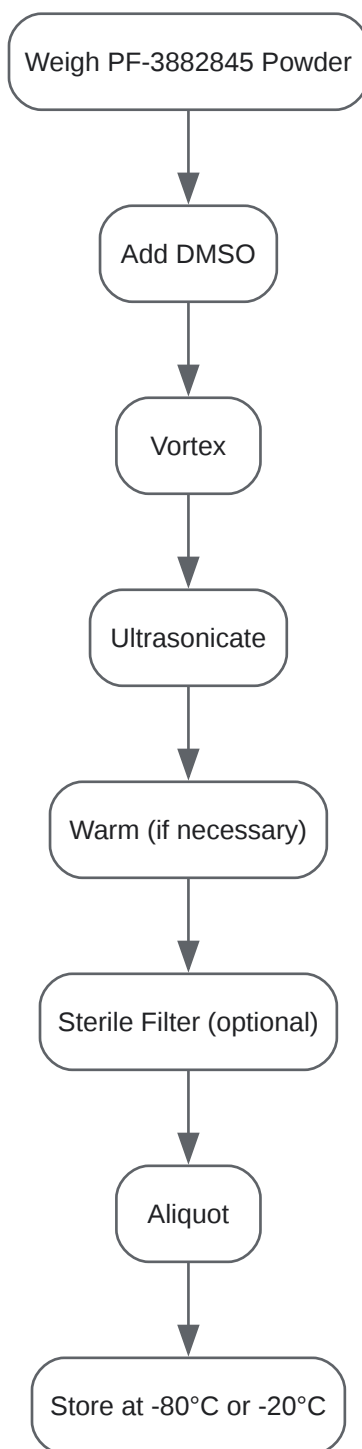 Weigh PF-3882845 Powder
Add DMSO
Vortex
Ultrasonicate
Warm (if necessary)
Sterile Filter (optional)
Aliquot
Store at -80°C or -20°C